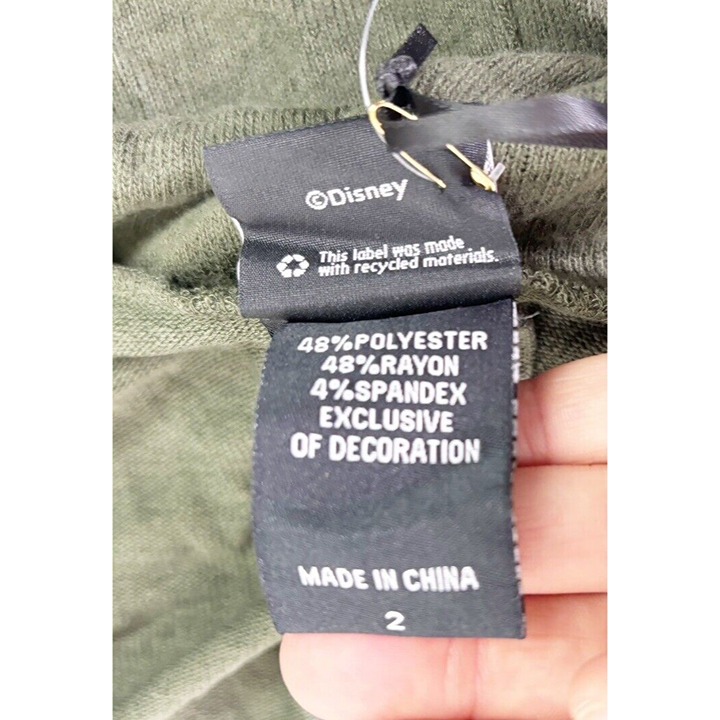 ©Disney
This label was made
with recycled materials.
48%POLYESTER
48%RAYON
4%SPANDEX
EXCLUSIVE
OF DECORATION
MADE IN CHINA
2